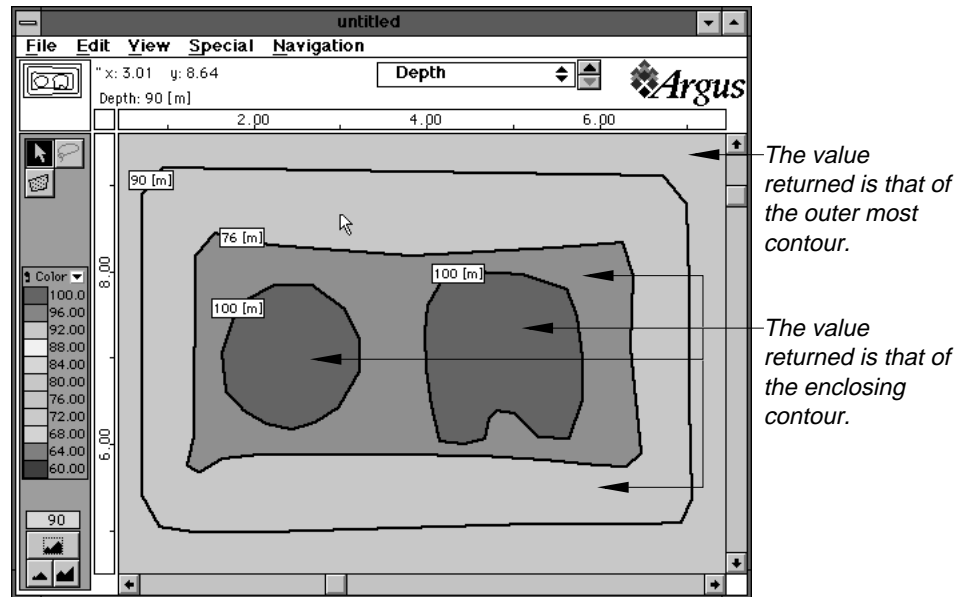 untitled
File Edit View Special Navigation
" x: 3.01 y: 8.64
Depth: 90 [m]
Depth
Argus
2.00 4.00 6.00
8.00
6.00
90 [m]
76 [m]
100 [m]
100 [m]
Color
100.0
96.00
92.00
88.00
84.00
80.00
76.00
72.00
68.00
64.00
60.00
90
The value
returned is that of
the outer most
contour.
The value
returned is that of
the enclosing
contour.